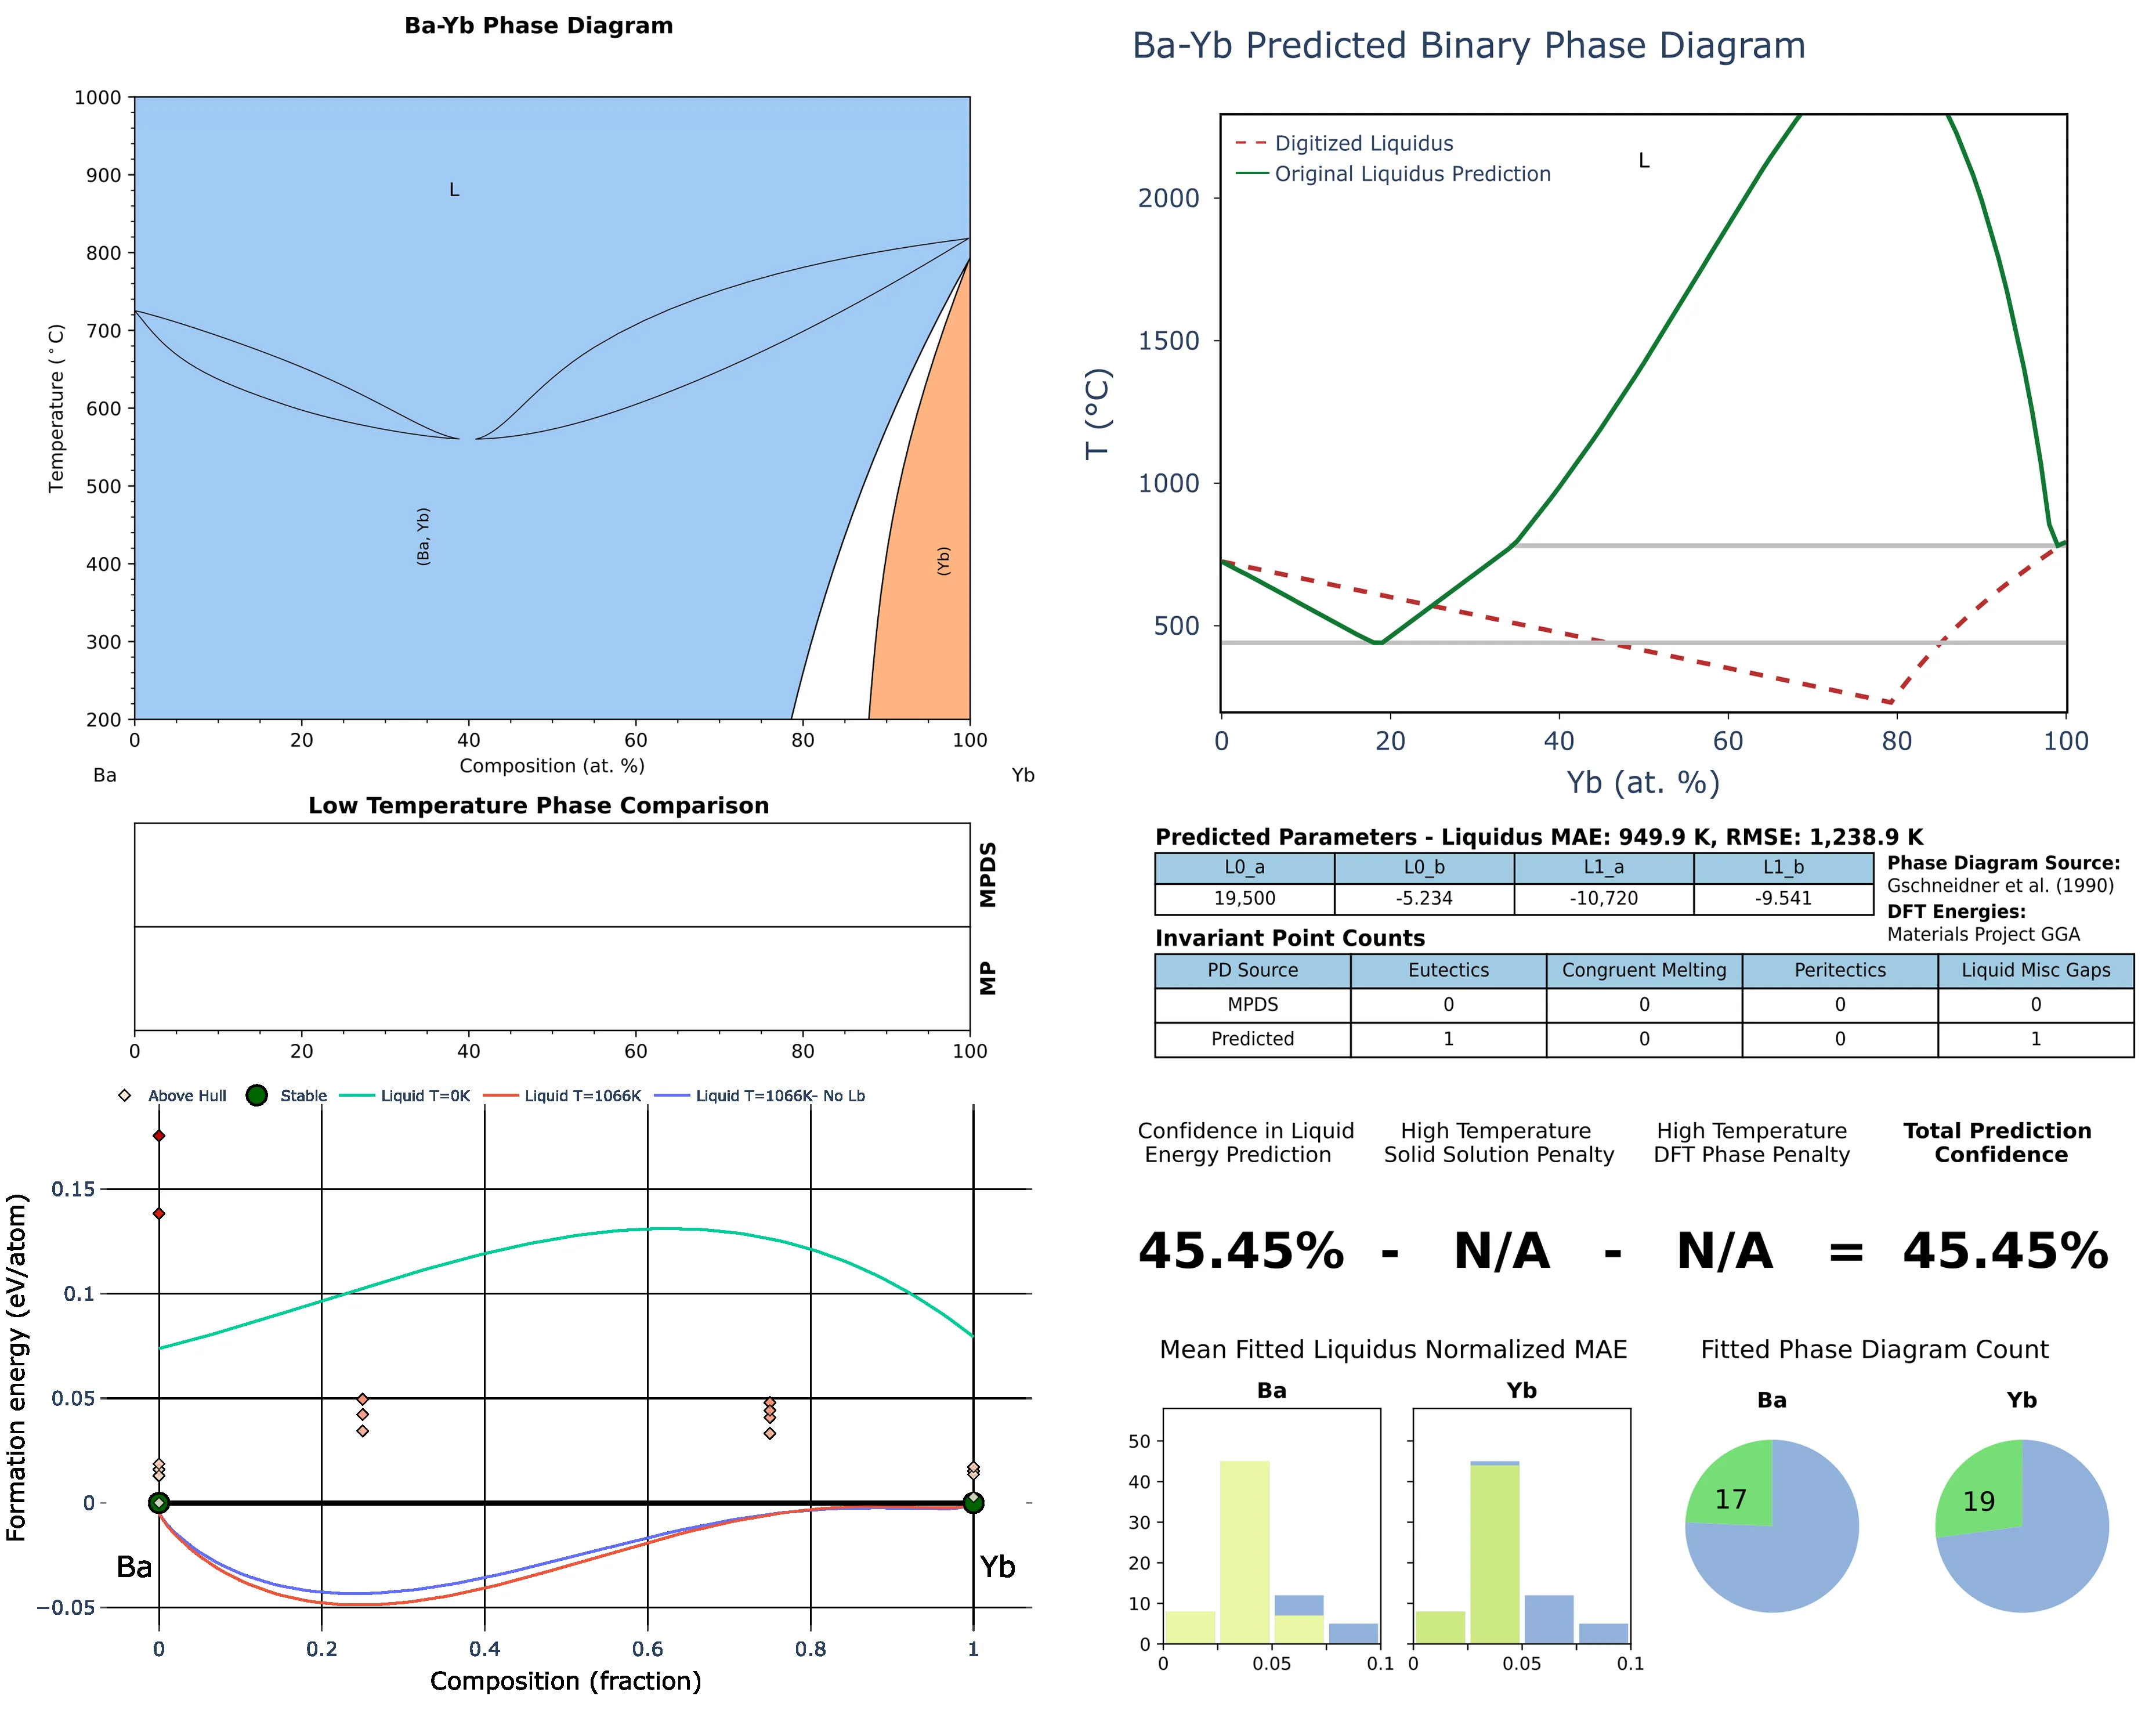 Ba-Yb Phase Diagram
1000
900
800
700
600
500
400
300
200
Temperature (°C)
L
(Ba, Yb)
(Yb)
0 20 40 60 80 100
Composition (at. %)
Ba Yb
Low Temperature Phase Comparison
MPDS
MP
0 20 40 60 80 100
Above Hull Stable Liquid T=0K Liquid T=1066K Liquid T=1066K- No Lb
0.15
0.1
0.05
0
−0.05
Formation energy (eV/atom)
Ba Yb
0 0.2 0.4 0.6 0.8 1
Composition (fraction)
Ba-Yb Predicted Binary Phase Diagram
Digitized Liquidus
Original Liquidus Prediction
L
2000
1500
1000
500
T (°C)
0 20 40 60 80 100
Yb (at. %)
Predicted Parameters - Liquidus MAE: 949.9 K, RMSE: 1,238.9 K
L0_a L0_b L1_a L1_b
19,500 -5.234 -10,720 -9.541
Phase Diagram Source:
Gschneidner et al. (1990)
DFT Energies:
Materials Project GGA
Invariant Point Counts
PD Source Eutectics Congruent Melting Peritectics Liquid Misc Gaps
MPDS 0 0 0 0
Predicted 1 0 0 1
Confidence in Liquid
Energy Prediction
High Temperature
Solid Solution Penalty
High Temperature
DFT Phase Penalty
Total Prediction
Confidence
45.45% - N/A - N/A = 45.45%
Mean Fitted Liquidus Normalized MAE
Ba Yb
50
40
30
20
10
0
0 0.05 0.1 0 0.05 0.1
Fitted Phase Diagram Count
Ba Yb
17 19